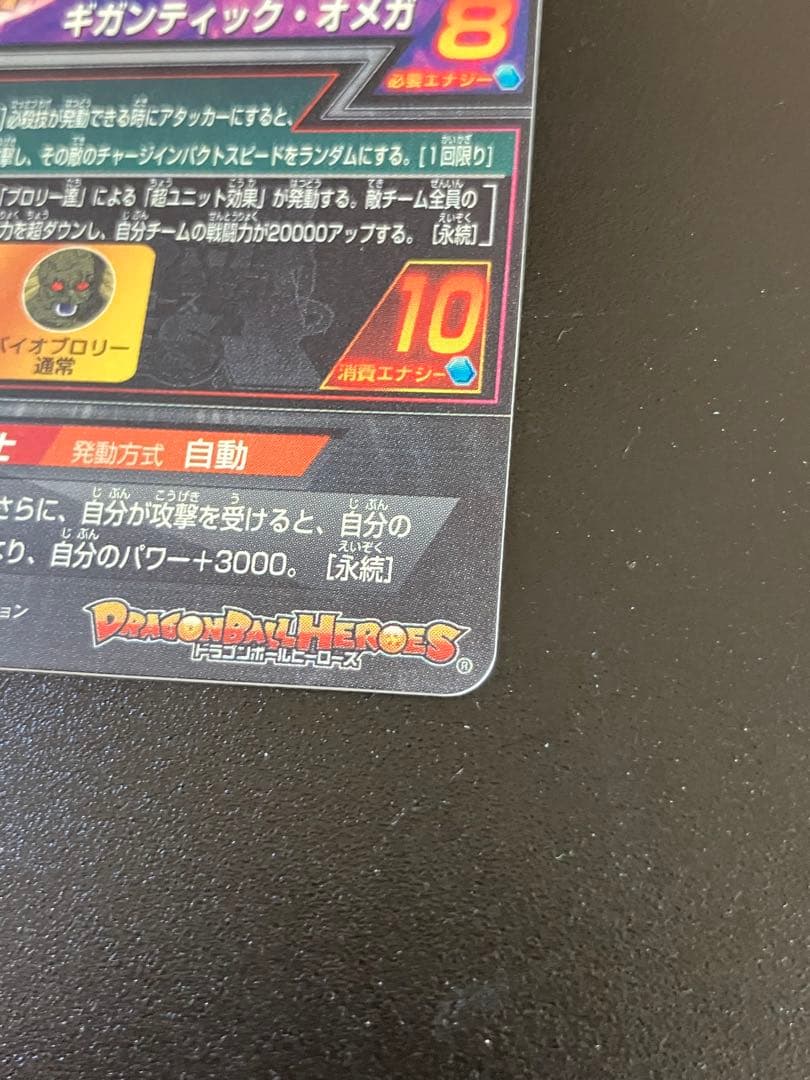 ギガンティック・オメガ
8
必要エナジー
必殺技が発動できる時にアタッカーにすると、
撃し、その敵のチャージインパクトスピードをランダムにする。[1回限り]
「ブロリー達」による「超ユニット効果」が発動する。敵チーム全員の
力を超ダウンし、自分チームの戦闘力が20000アップする。 [永続]
バイオブロリー
通常
10
消費エナジー
士 発動方式 自動
さらに、自分が攻撃を受けると、自分の
なり、自分のパワー+3000。 [永続]
ョン
DRAGONBALL HEROES
ドラゴンボールヒーローズ
®